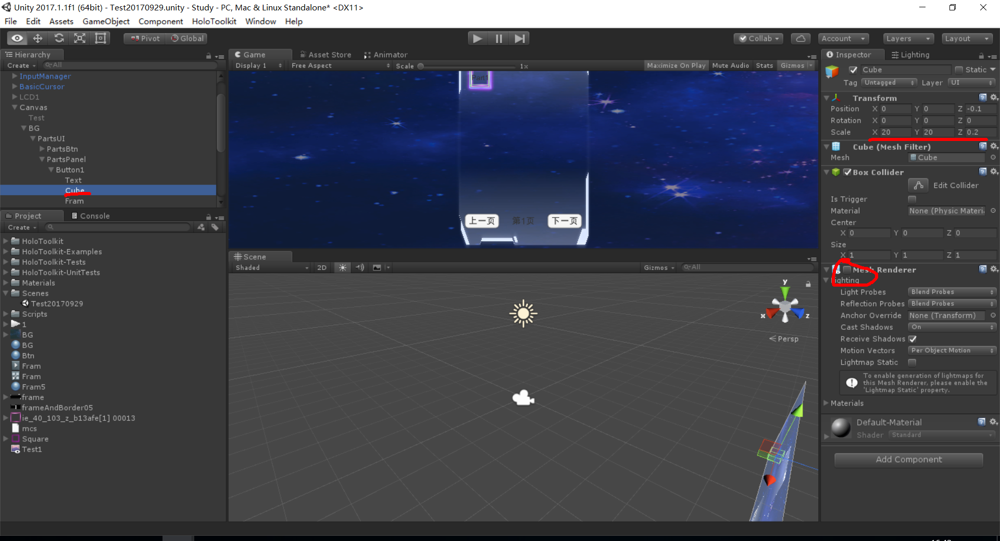 Unity 2017.1.1f1 (64bit) - Test20170929.unity - Study - PC, Mac & Linux Standalone* <DX11>
File Edit Assets GameObject Component HoloToolkit Window Help
Pivot Global Collab Account Layers Layout
Hierarchy
Create All
InputManager
BasicCursor
LCD1
Canvas
Test
BG
PartsUI
PartsBtn
PartsPanel
Button1
Text
Cube
Fram
Project Console
Create
HoloToolkit
HoloToolkit-Examples
HoloToolkit-Tests
HoloToolkit-UnitTests
Materials
Scenes
Test20170929
Scripts
1
BG
BG
Btn
Fram
Fram
Fram5
frame
frameAndBorder05
ie_40_103_z_b13afe[1] 00013
mcs
Square
Test1
Game Asset Store Animator
Display 1 Free Aspect Scale 1x Maximize On Play Mute Audio Stats Gizmos
Part1
上一页 第1页 下一页
Scene
Shaded 2D Gizmos All
y
x z
Persp
Inspector Lighting
Cube Static
Tag Untagged Layer UI
Transform
Position X 0 Y 0 Z -0.1
Rotation X 0 Y 0 Z 0
Scale X 20 Y 20 Z 0.2
Cube (Mesh Filter)
Mesh Cube
Box Collider
Edit Collider
Is Trigger
Material None (Physic Materi
Center
X 0 Y 0 Z 0
Size
X 1 Y 1 Z 1
Mesh Renderer
Lighting
Light Probes Blend Probes
Reflection Probes Blend Probes
Anchor Override None (Transform)
Cast Shadows On
Receive Shadows
Motion Vectors Per Object Motion
Lightmap Static
To enable generation of lightmaps for
this Mesh Renderer, please enable the
'Lightmap Static' property.
Materials
Default-Material
Shader Standard
Add Component